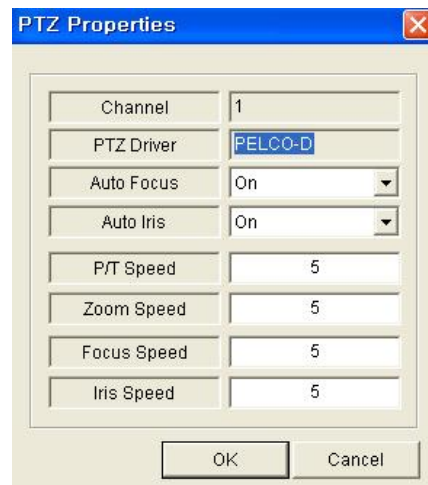 PTZ Properties
Channel 1
PTZ Driver PELCO-D
Auto Focus On
Auto Iris On
P/T Speed 5
Zoom Speed 5
Focus Speed 5
Iris Speed 5
OK Cancel